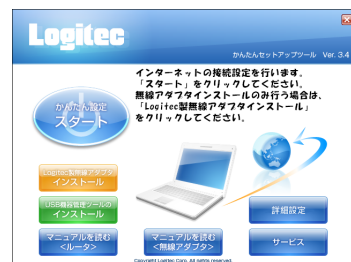 Logitec
かんたんセットアップツール Ver. 3.4
インターネットの接続設定を行います。
「スタート」をクリックしてください。
無線アダプタインストールのみ行う場合は、
「Logitec製無線アダプタインストール」
をクリックしてください。
かんたん設定
スタート
Logitec製無線アダプタ
インストール
USB機器管理ツールの
インストール
マニュアルを読む
<ルータ>
マニュアルを読む
<無線アダプタ>
詳細設定
サービス
Copyright Logitec Corp. All rights reserved.